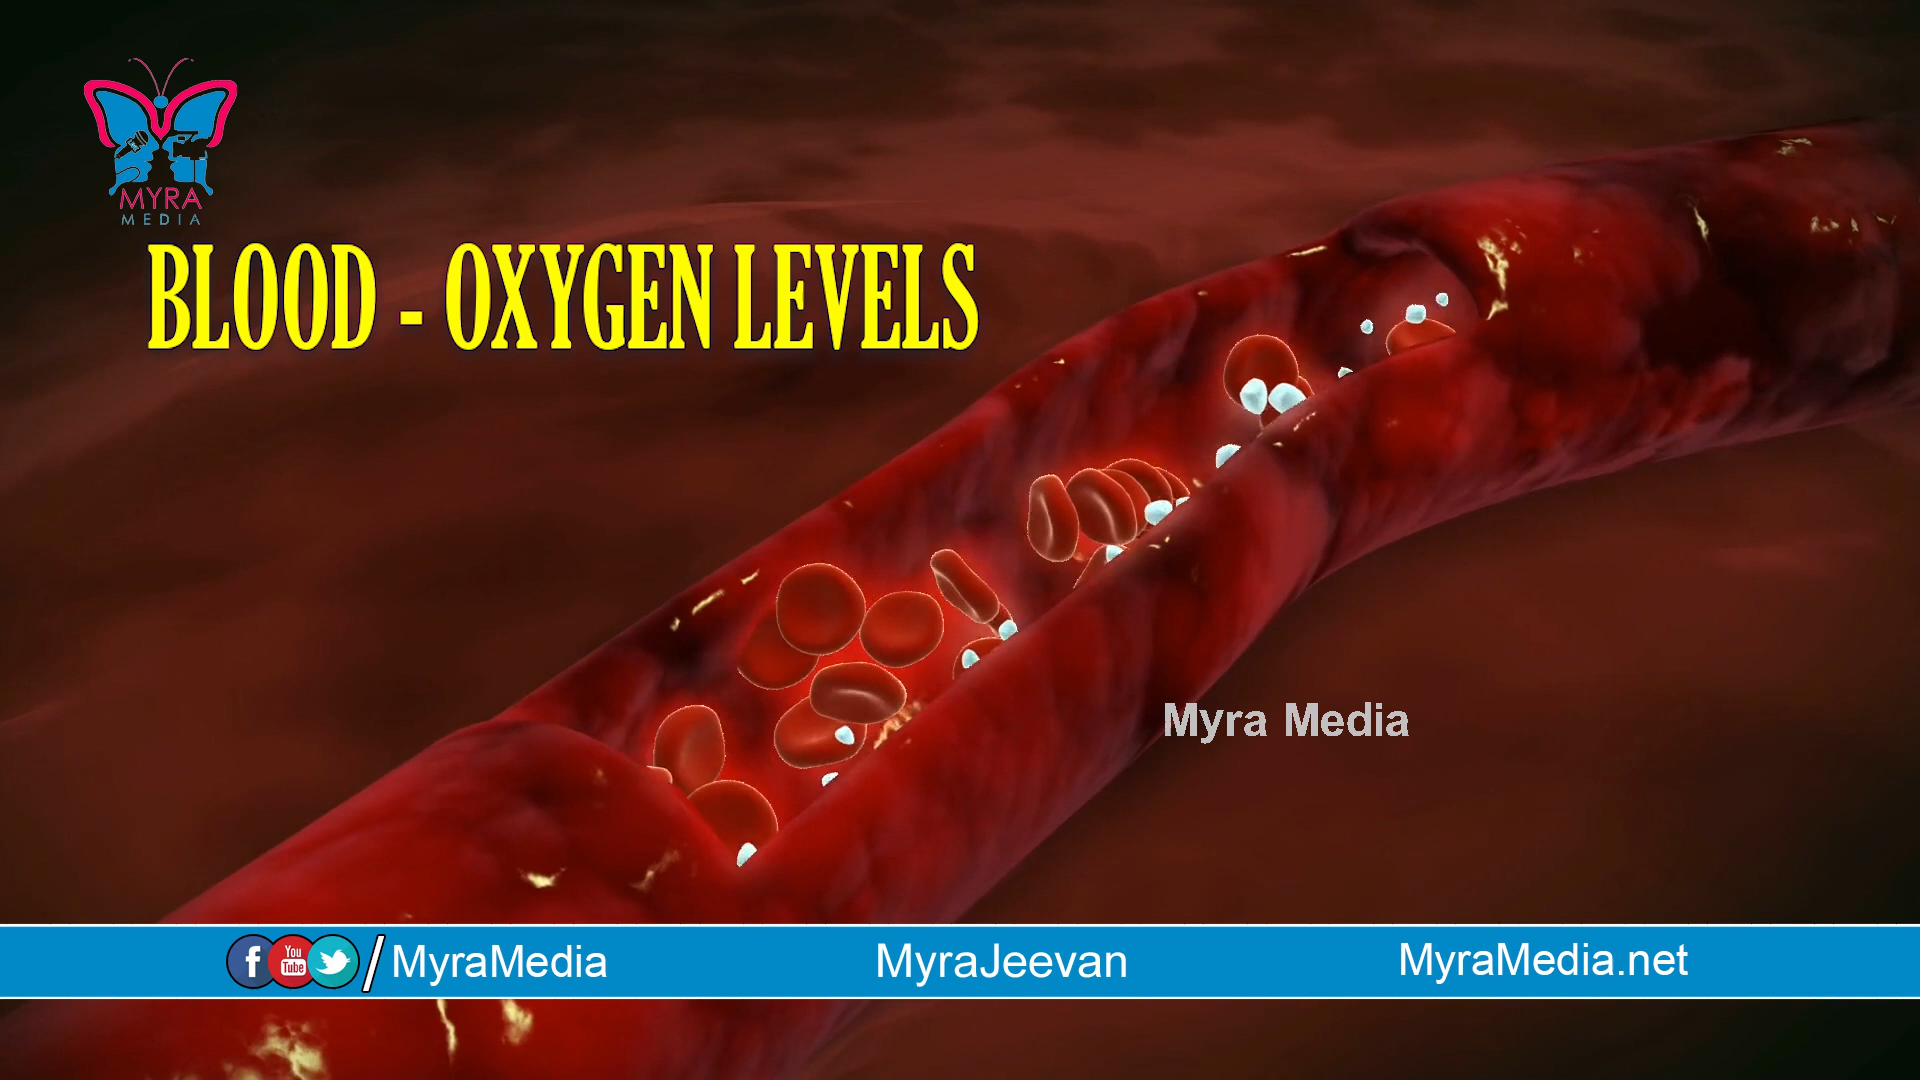 MYRA
MEDIA
BLOOD - OXYGEN LEVELS
Myra Media
f You Tube / MyraMedia
MyraJeevan
MyraMedia.net